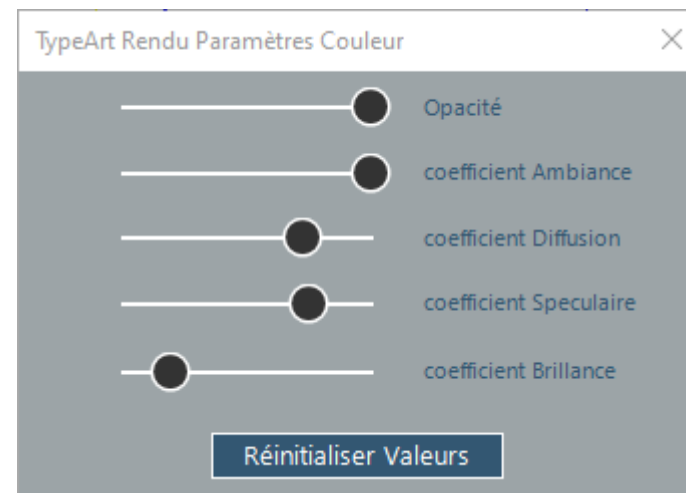 TypeArt Rendu Paramètres Couleur
Opacité
coefficient Ambiance
coefficient Diffusion
coefficient Speculaire
coefficient Brillance
Réinitialiser Valeurs